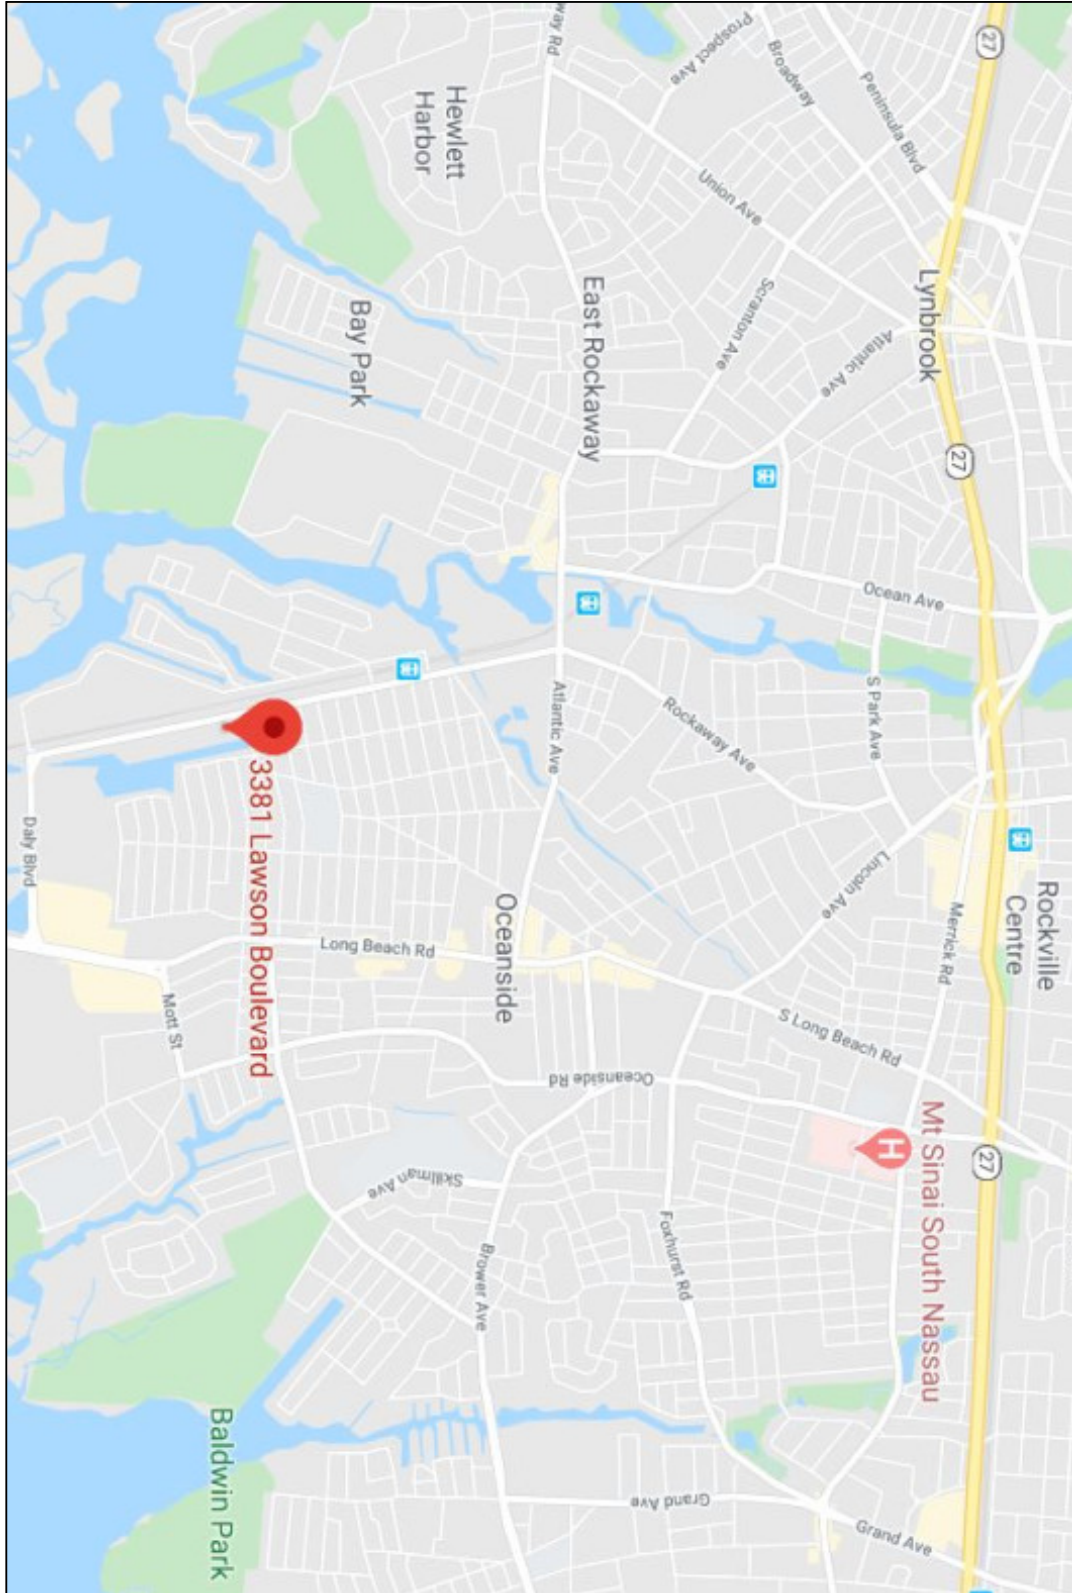 27
Peninsula Blvd
Broadway
Prospect Ave
way Rd
Union Ave
Hewlett
Harbor
Lynbrook
Scranton Ave
Atlantic Ave
East Rockaway
Bay Park
27
Ocean Ave
S Park Ave
Rockaway Ave
Atlantic Ave
Rockville
Centre
Lincoln Ave
Merrick Rd
3381 Lawson Boulevard
Daly Blvd
Oceanside
Long Beach Rd
S Long Beach Rd
Mott St
Oceanside Rd
Mt Sinai South Nassau
H
27
Skillman Ave
Foxhurst Rd
Brower Ave
Baldwin Park
Grand Ave
Grand Ave